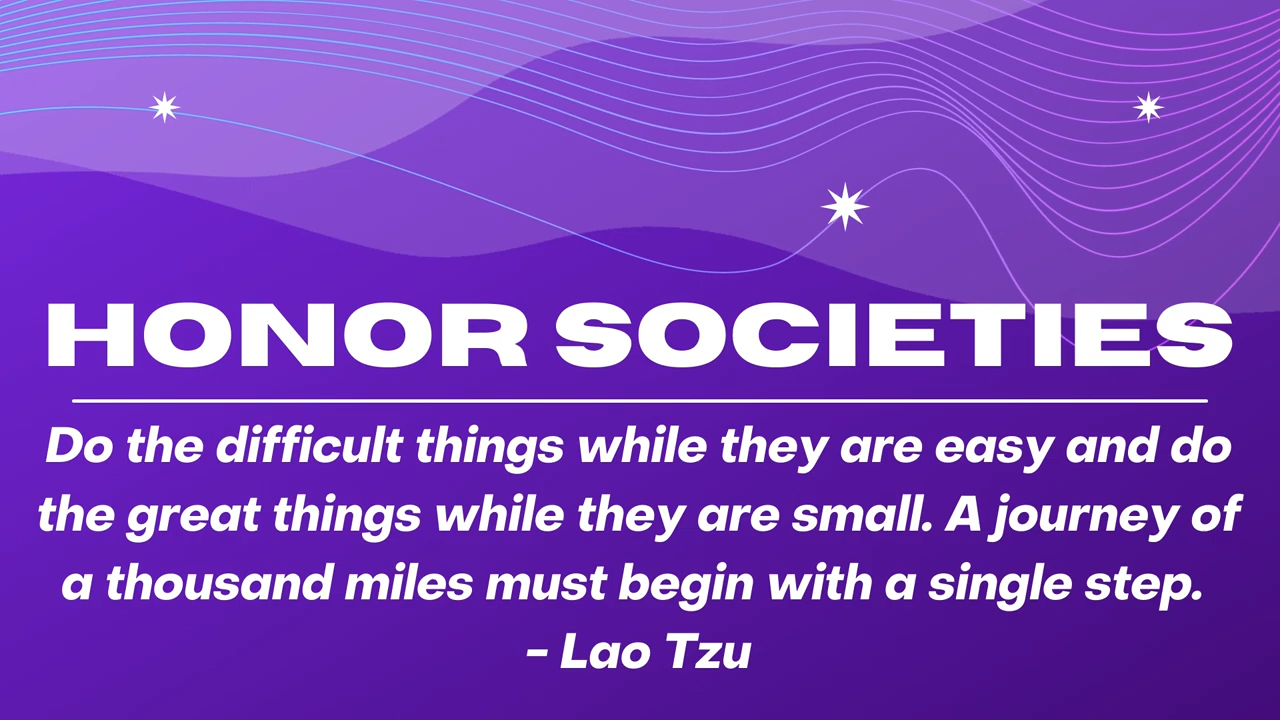 HONOR SOCIETIES
Do the difficult things while they are easy and do
the great things while they are small. A journey of
a thousand miles must begin with a single step.
- Lao Tzu